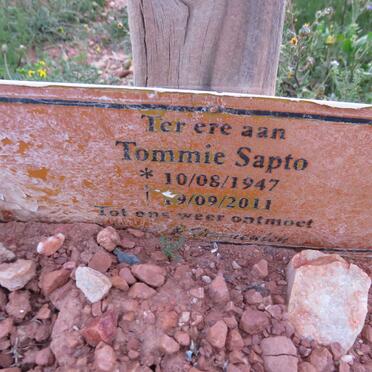 Ter ere aan
Tommie Sapto
* 10/08/1947
† 19/09/2011
Tot ons weer ontmoet